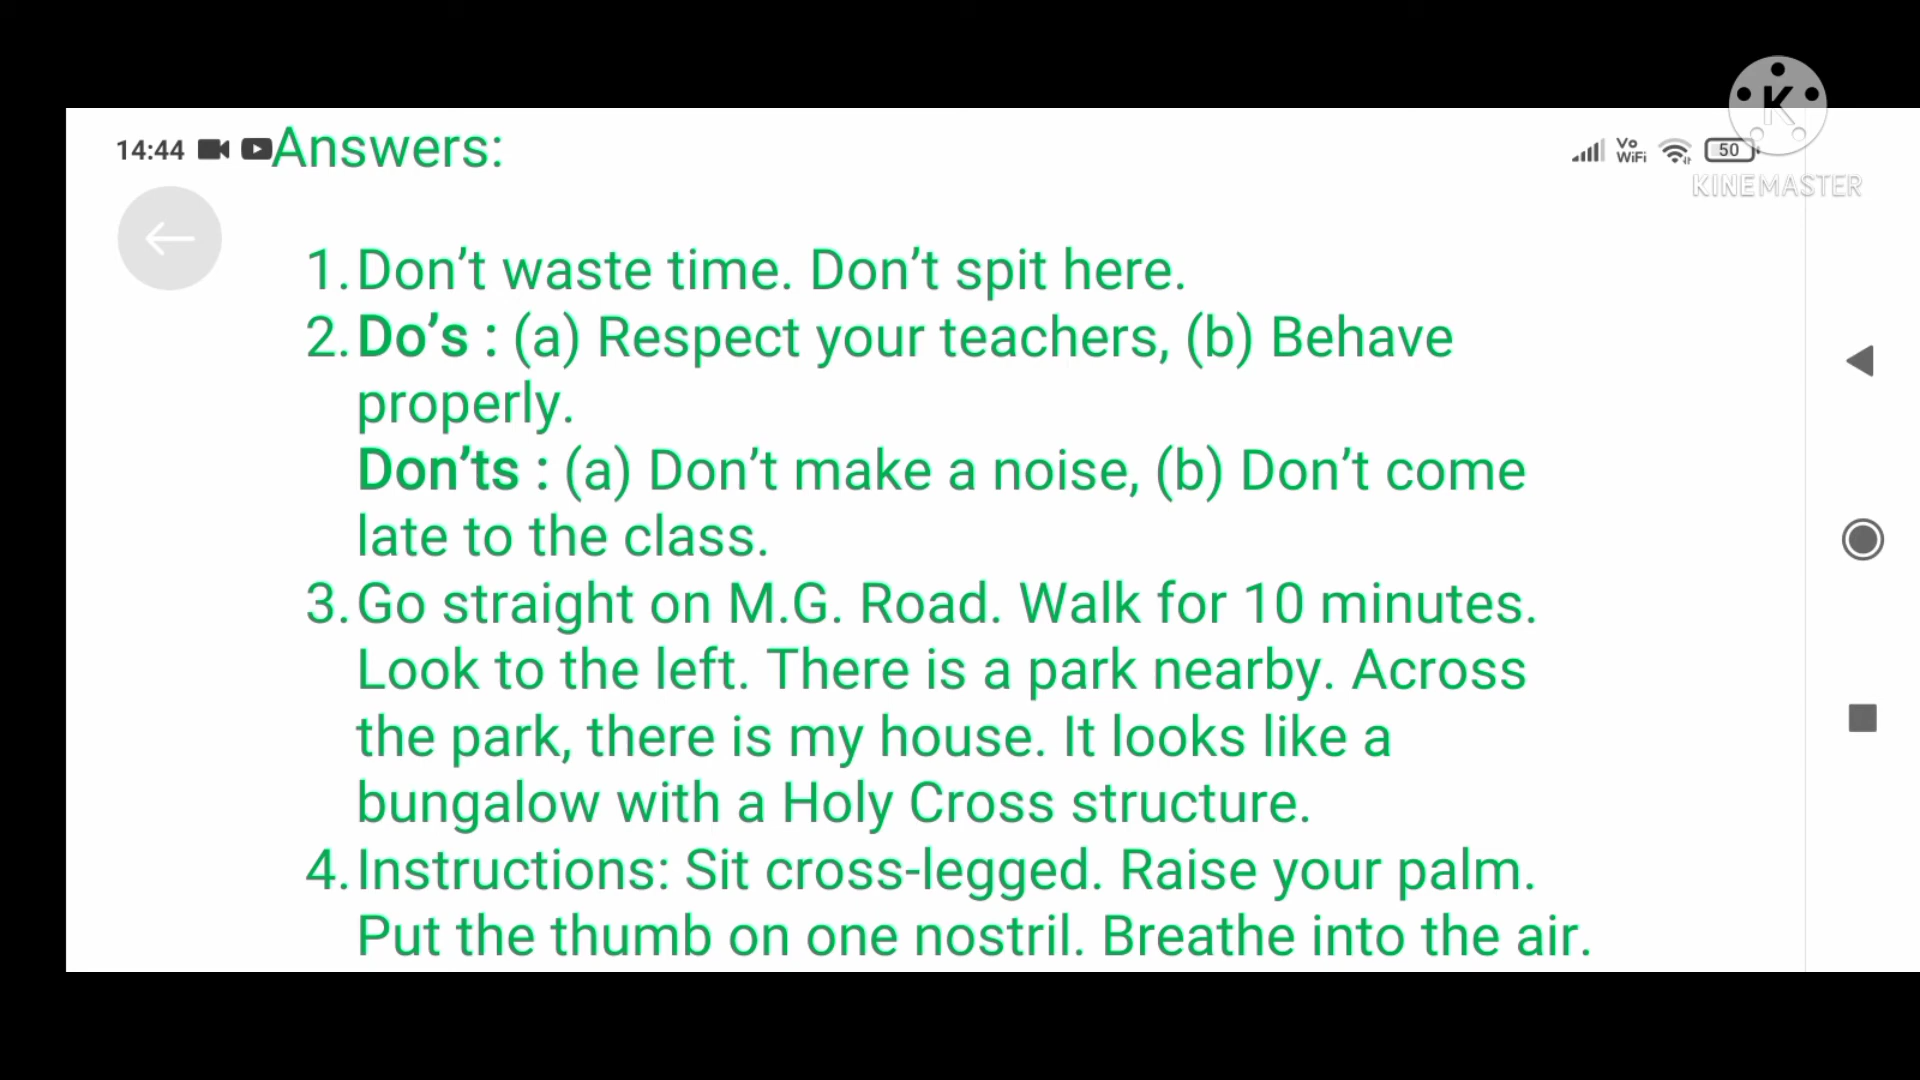 14:44
Answers:
Vo
WiFi
50
K
KINEMASTER
1. Don’t waste time. Don’t spit here.
2. Do’s : (a) Respect your teachers, (b) Behave
properly.
Don’ts : (a) Don’t make a noise, (b) Don’t come
late to the class.
3. Go straight on M.G. Road. Walk for 10 minutes.
Look to the left. There is a park nearby. Across
the park, there is my house. It looks like a
bungalow with a Holy Cross structure.
4. Instructions: Sit cross-legged. Raise your palm.
Put the thumb on one nostril. Breathe into the air.